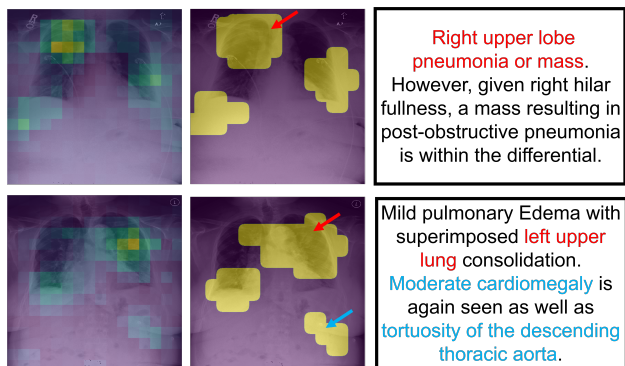 Right upper lobe
pneumonia or mass.
However, given right hilar
fullness, a mass resulting in
post-obstructive pneumonia
is within the differential.
Mild pulmonary Edema with
superimposed left upper
lung consolidation.
Moderate cardiomegaly is
again seen as well as
tortuosity of the descending
thoracic aorta.